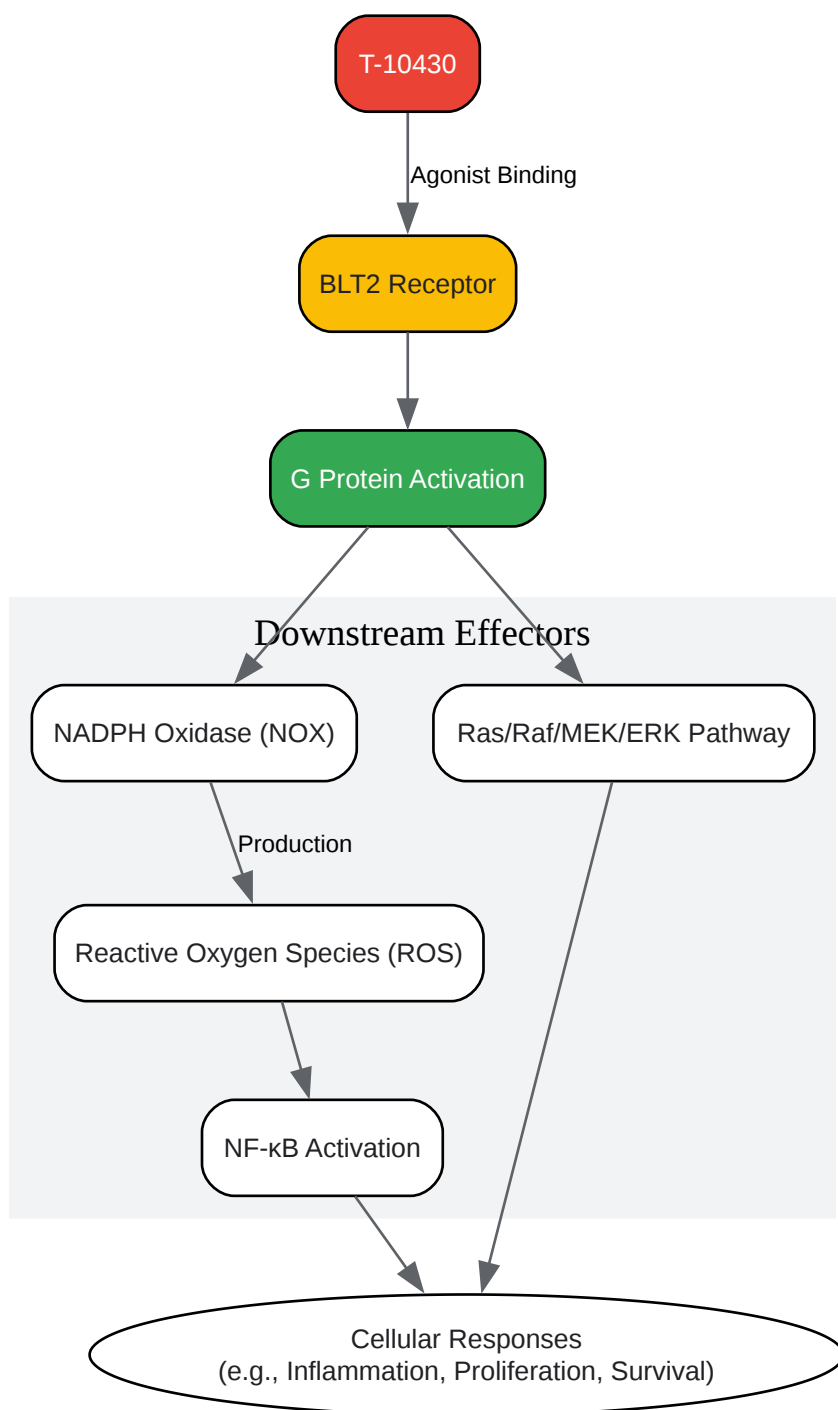 T-10430
Agonist Binding
BLT2 Receptor
G Protein Activation
Downstream Effectors
NADPH Oxidase (NOX)
Ras/Raf/MEK/ERK Pathway
Production
Reactive Oxygen Species (ROS)
NF-κB Activation
Cellular Responses
(e.g., Inflammation, Proliferation, Survival)